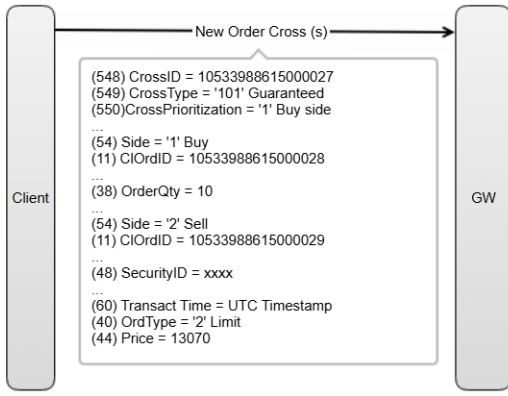 New Order Cross (s)
(548) CrossID = 10533988615000027
(549) CrossType = '101' Guaranteed
(550)CrossPrioritization = '1' Buy side
...
(54) Side = '1' Buy
(11) ClOrdID = 10533988615000028
...
(38) OrderQty = 10
...
(54) Side = '2' Sell
(11) ClOrdID = 10533988615000029
...
(48) SecurityID = xxxx
...
(60) Transact Time = UTC Timestamp
(40) OrdType = '2' Limit
(44) Price = 13070
Client
GW